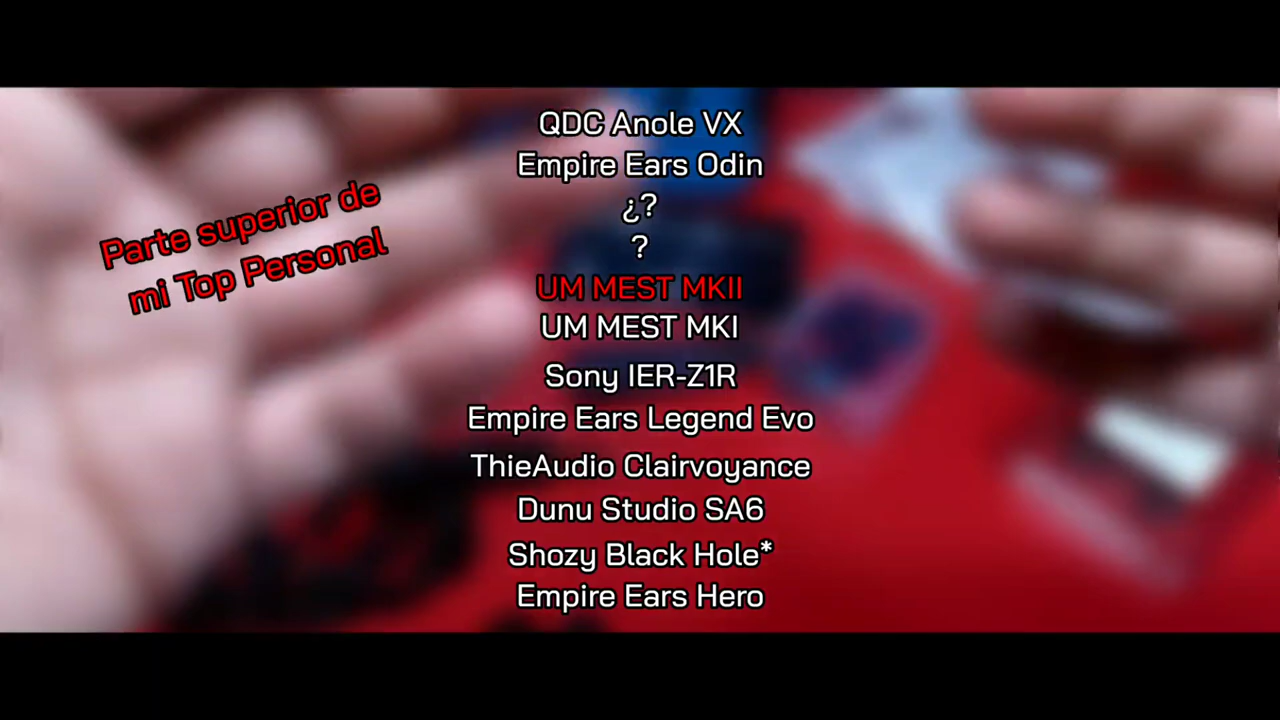 Parte superior de
mi Top Personal
QDC Anole VX
Empire Ears Odin
¿?
?
UM MEST MKII
UM MEST MKI
Sony IER-Z1R
Empire Ears Legend Evo
ThieAudio Clairvoyance
Dunu Studio SA6
Shozy Black Hole*
Empire Ears Hero